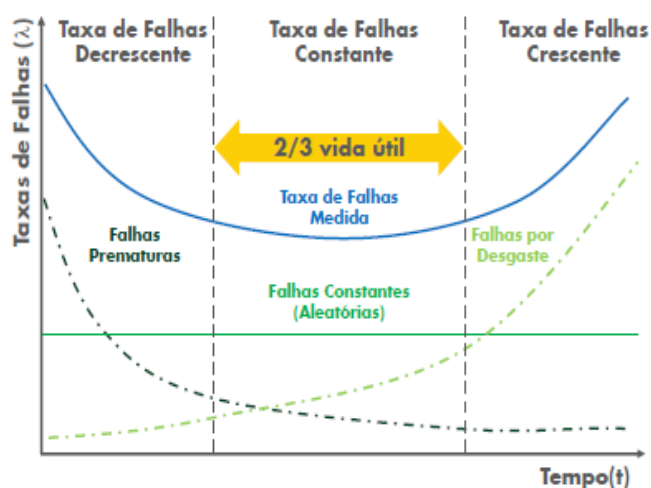 Taxa de Falhas
Decrescente
Taxa de Falhas
Constante
Taxa de Falhas
Crescente
Taxas de Falhas (λ)
2/3 vida útil
Taxa de Falhas
Medida
Falhas
Prematuras
Falhas por
Desgaste
Falhas Constantes
(Aleatórias)
Tempo(t)